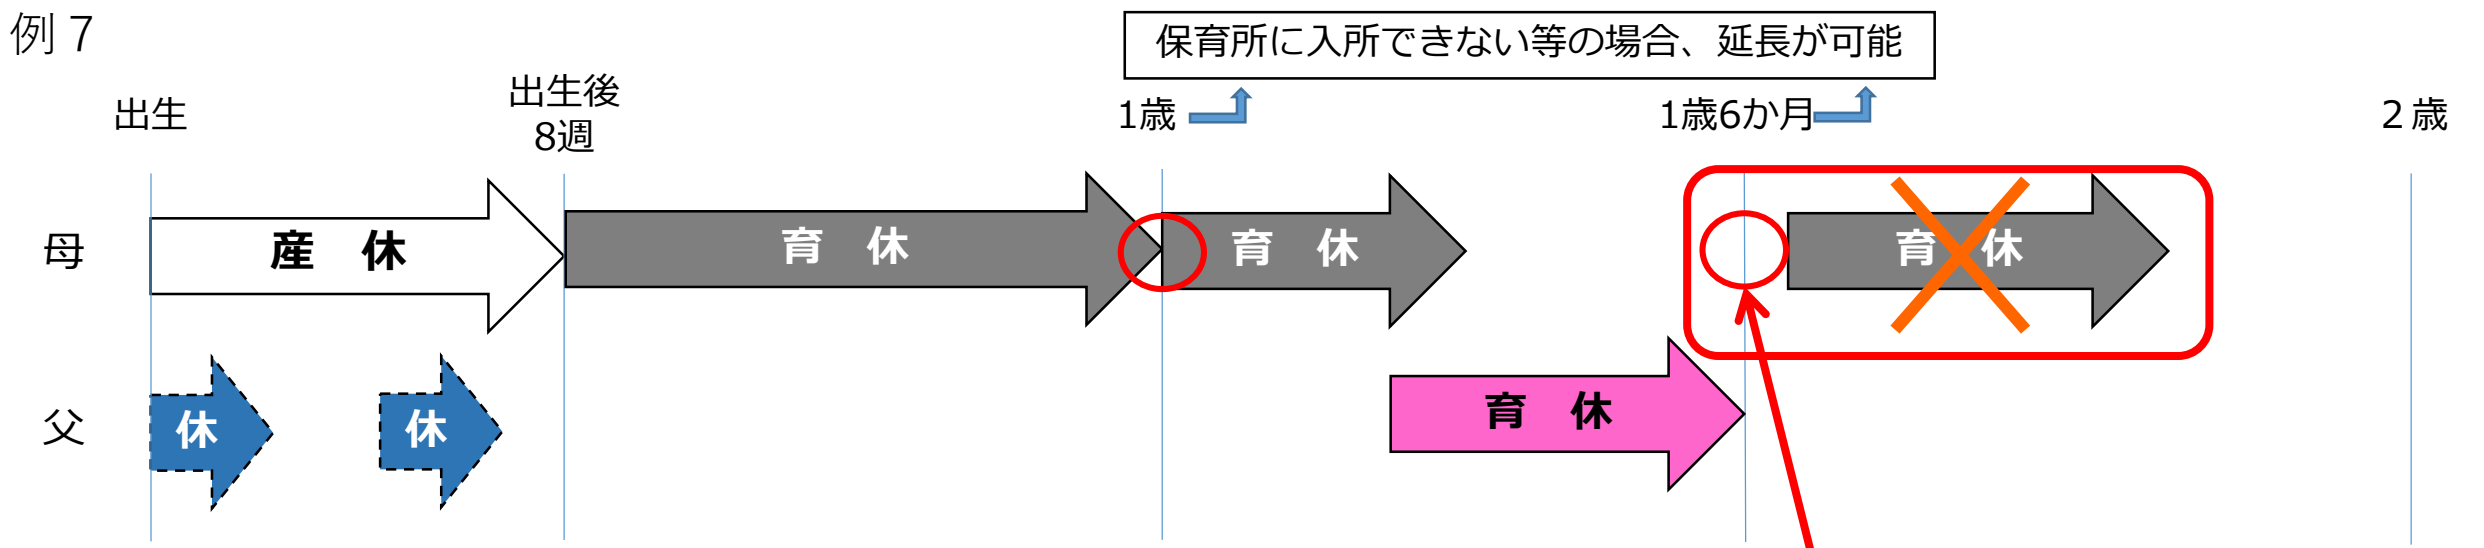 例７
保育所に入所できない等の場合、延長が可能
出生
出生後
8週
1歳
1歳6か月
２歳
母
産　休
育　休
育　休
育　休
父
休
休
育　休